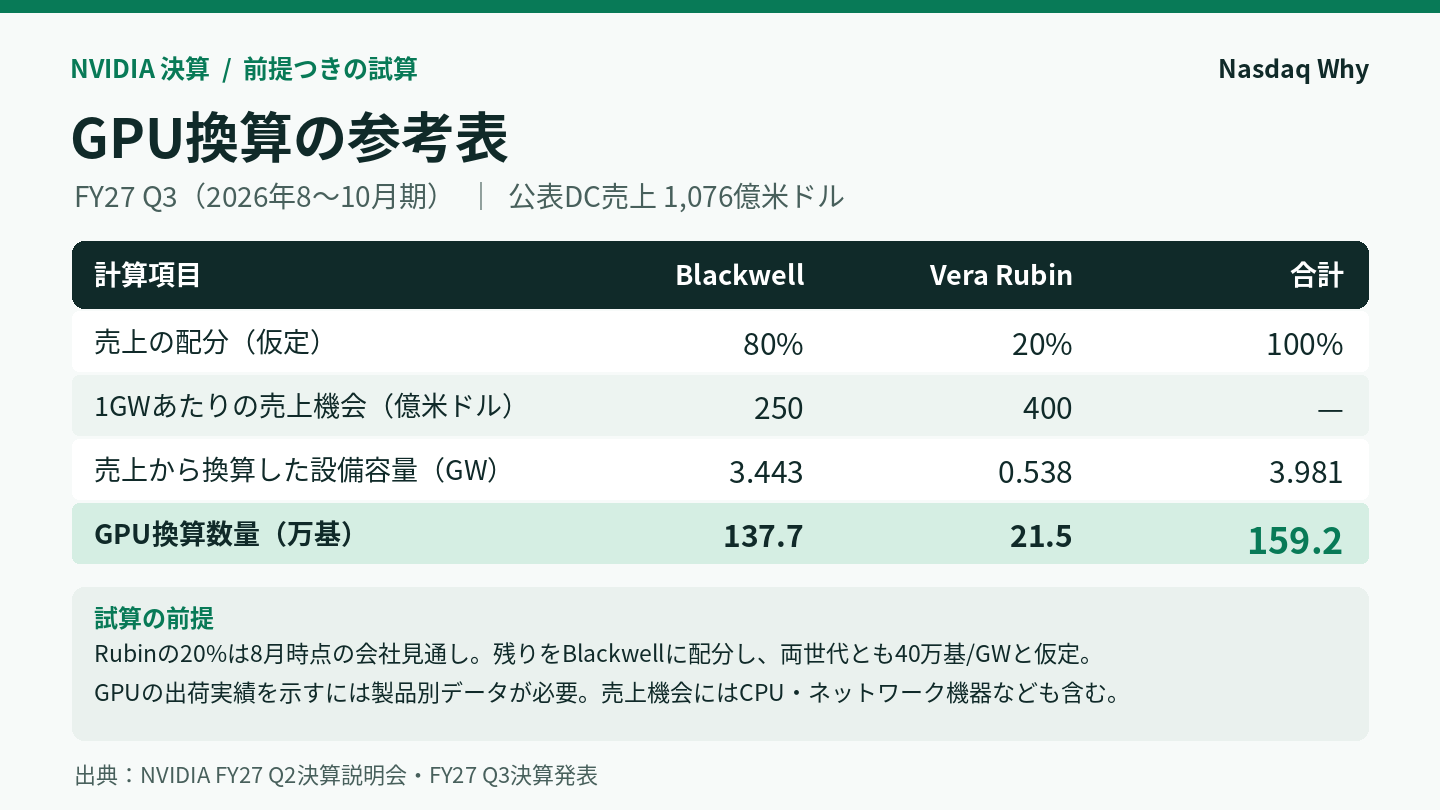 NVIDIA 決算 / 前提つきの試算
Nasdaq Why
GPU換算の参考表
FY27 Q3（2026年8〜10月期） ｜ 公表DC売上 1,076億米ドル
計算項目 Blackwell Vera Rubin 合計
売上の配分（仮定） 80% 20% 100%
1GWあたりの売上機会（億米ドル） 250 400 —
売上から換算した設備容量（GW） 3.443 0.538 3.981
GPU換算数量（万基） 137.7 21.5 159.2
試算の前提
Rubinの20%は8月時点の会社見通し。残りをBlackwellに配分し、両世代とも40万基/GWと仮定。
GPUの出荷実績を示すには製品別データが必要。売上機会にはCPU・ネットワーク機器なども含む。
出典：NVIDIA FY27 Q2決算説明会・FY27 Q3決算発表